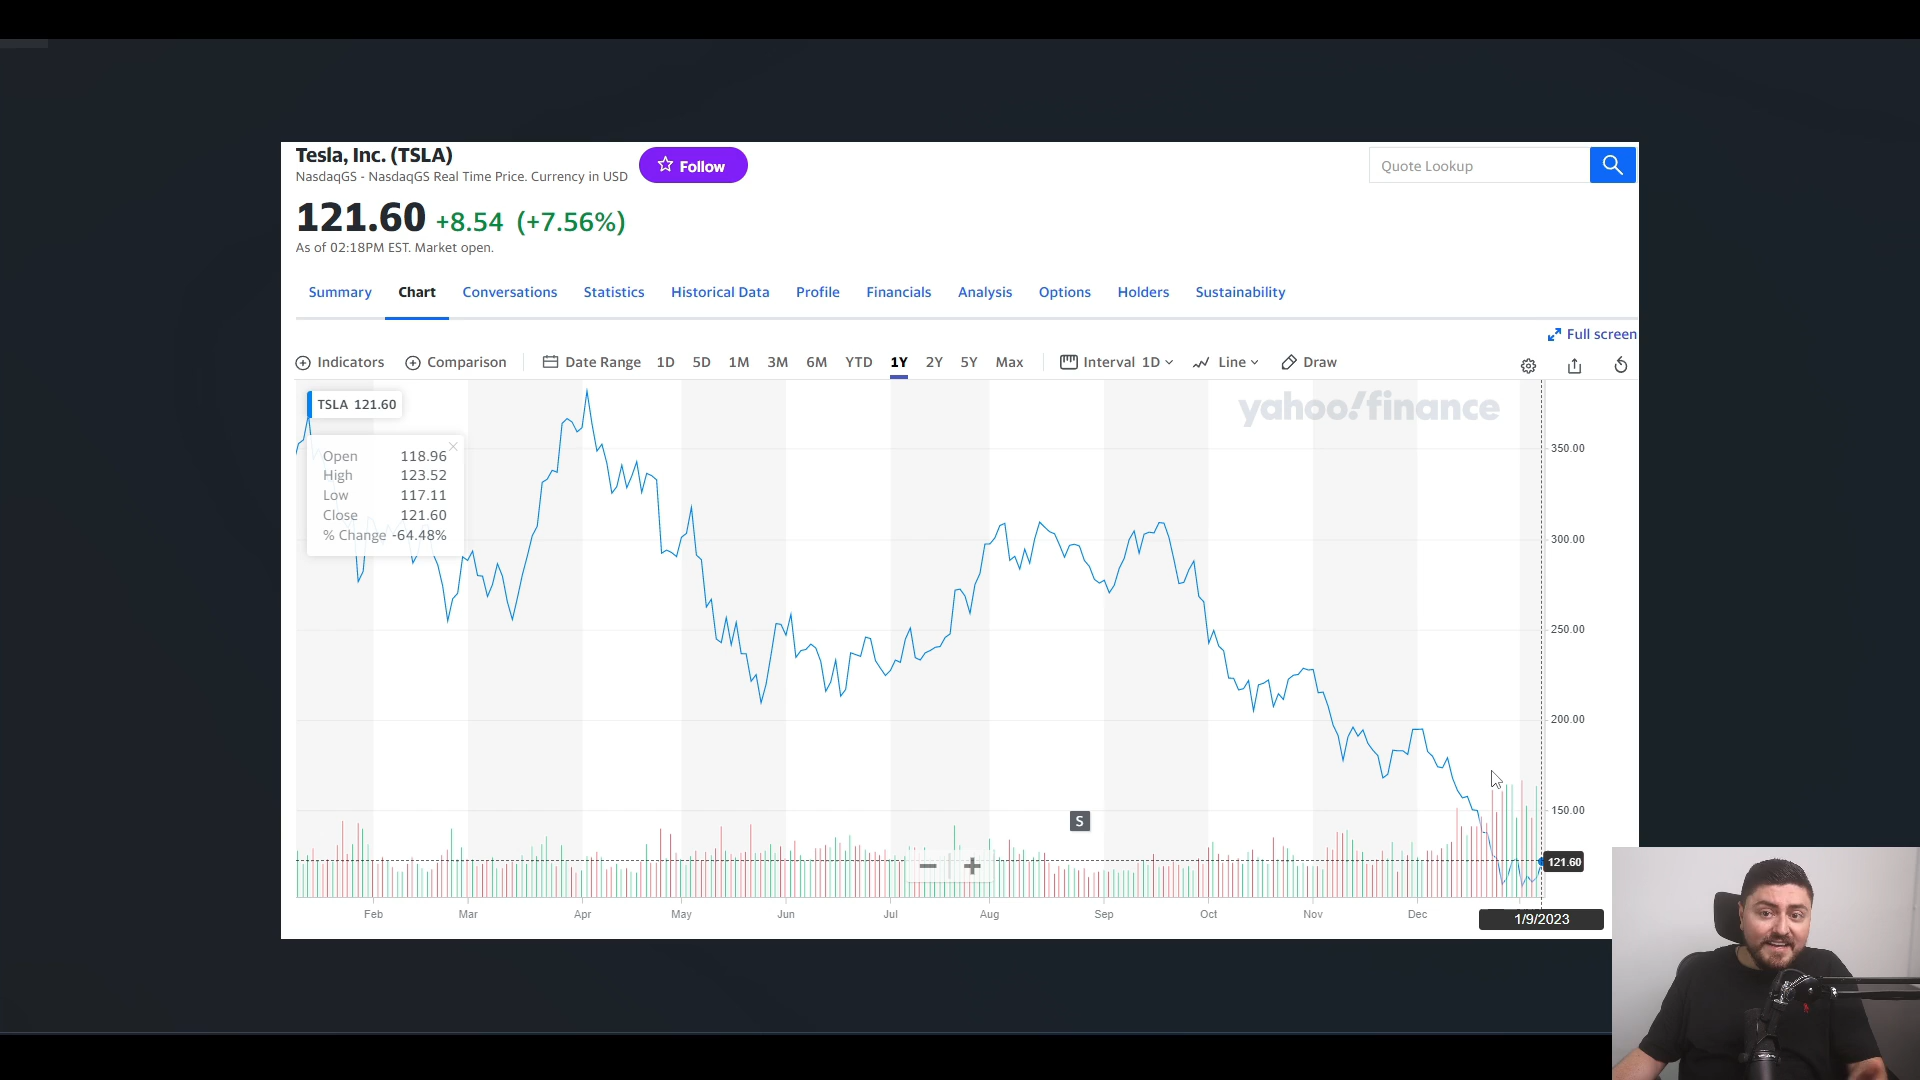 Tesla, Inc. (TSLA)
NasdaqGS - NasdaqGS Real Time Price. Currency in USD
Follow
Quote Lookup
121.60 +8.54 (+7.56%)
As of 02:18PM EST. Market open.
Summary Chart Conversations Statistics Historical Data Profile Financials Analysis Options Holders Sustainability
Full screen
Indicators Comparison Date Range 1D 5D 1M 3M 6M YTD 1Y 2Y 5Y Max Interval 1D Line Draw
TSLA 121.60
yahoo!finance
Open 118.96
High 123.52
Low 117.11
Close 121.60
% Change -64.48%
350.00
300.00
250.00
200.00
150.00
S
121.60
Feb Mar Apr May Jun Jul Aug Sep Oct Nov Dec
1/9/2023